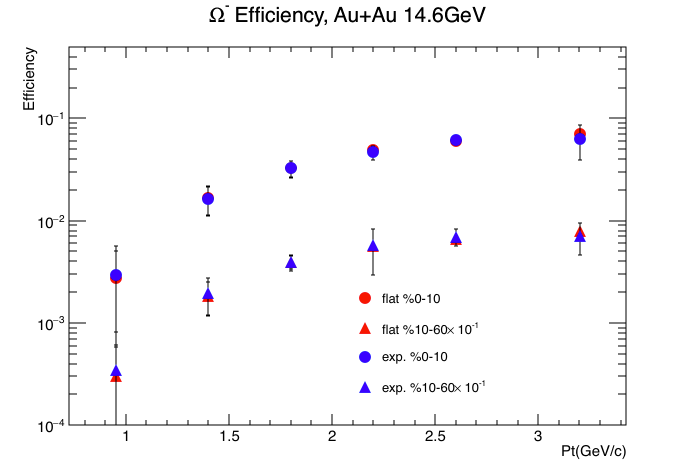 Ω⁻ Efficiency, Au+Au 14.6GeV
Efficiency
10⁻¹
10⁻²
10⁻³
10⁻⁴
flat %0-10
flat %10-60× 10⁻¹
exp. %0-10
exp. %10-60× 10⁻¹
1 1.5 2 2.5 3
Pt(GeV/c)